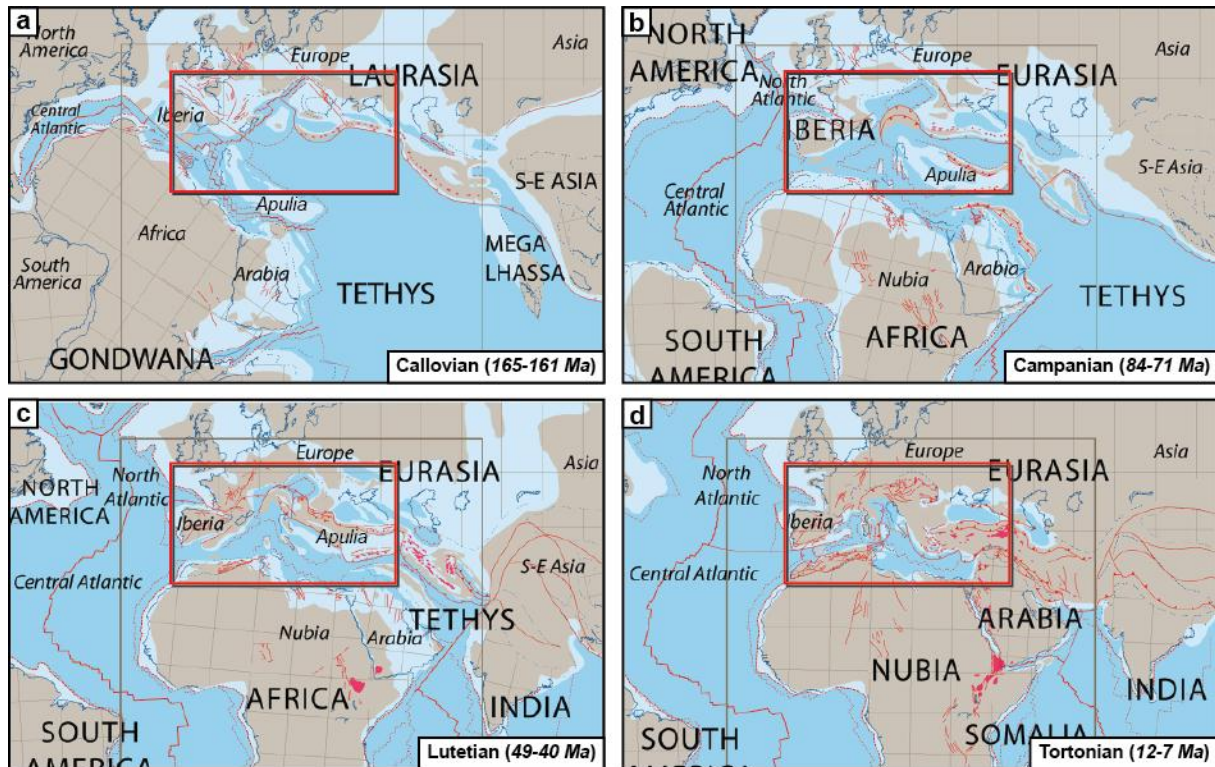 a
North
America
Europe
Asia
LAURASIA
Central
Atlantic
Iberia
S-E ASIA
Apulia
Africa
MEGA
LHASSA
South
America
Arabia
TETHYS
GONDWANA
Callovian (165-161 Ma)
b
NORTH
AMERICA
Europe
Asia
EURASIA
North
Atlantic
IBERIA
S-E Asia
Apulia
Central
Atlantic
Nubia
Arabia
TETHYS
AFRICA
SOUTH
AMERICA
Campanian (84-71 Ma)
c
Europe
Asia
EURASIA
NORTH
AMERICA
North
Atlantic
Iberia
Apulia
S-E Asia
Central Atlantic
TETHYS
Nubia
Arabia
AFRICA
INDIA
SOUTH
AMERICA
Lutetian (49-40 Ma)
d
Europe
Asia
EURASIA
North
Atlantic
Iberia
Central Atlantic
ARABIA
NUBIA
INDIA
SOUTH
AMERICA
SOMALIA
Tortonian (12-7 Ma)